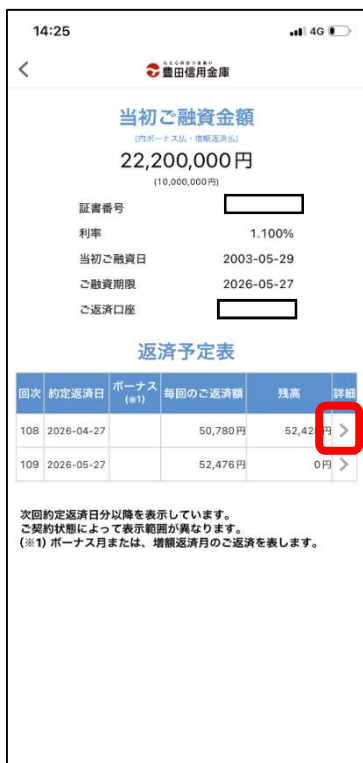 14:25
4G
豊田信用金庫
当初ご融資金額
(内ボーナス払・増額返済払)
22,200,000円
(10,000,000円)
証書番号
利率 1.100%
当初ご融資日 2003-05-29
ご融資期限 2026-05-27
ご返済口座
返済予定表
回次 約定返済日 ボーナス(※1) 毎回のご返済額 残高 詳細
108 2026-04-27 50,780円 円
109 2026-05-27 52,476円 0円
次回約定返済日分以降を表示しています。
ご契約状態によって表示範囲が異なります。
(※1) ボーナス月または、増額返済月のご返済を表します。